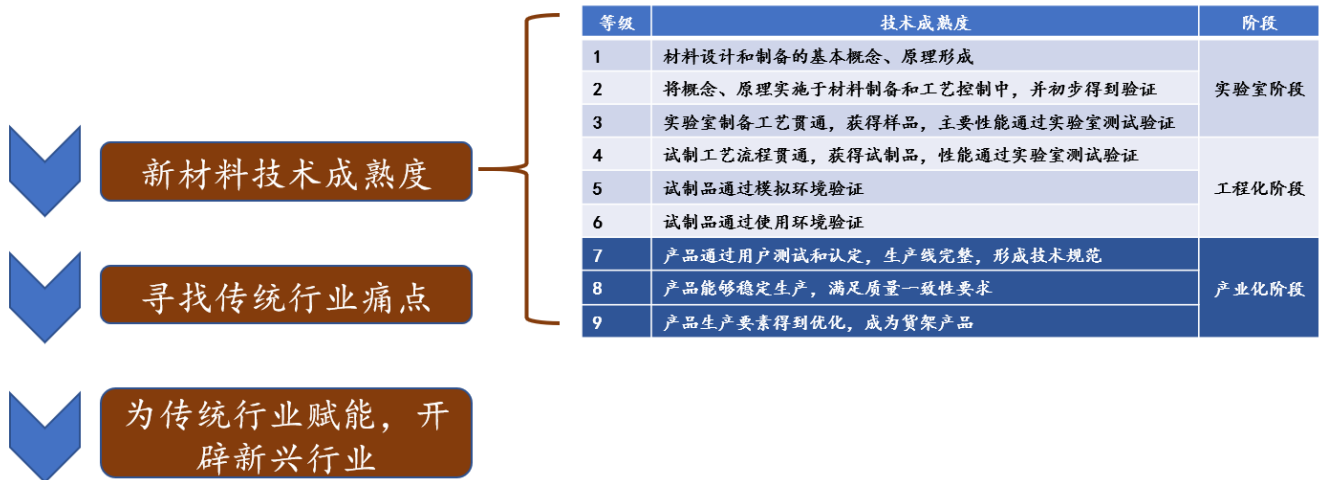 新材料技术成熟度
寻找传统行业痛点
为传统行业赋能，开
辟新兴行业
等级 技术成熟度 阶段
1 材料设计和制备的基本概念、原理形成
2 将概念、原理实施于材料制备和工艺控制中，并初步得到验证
3 实验室制备工艺贯通，获得样品，主要性能通过实验室测试验证
实验室阶段
4 试制工艺流程贯通，获得试制品，性能通过实验室测试验证
5 试制品通过模拟环境验证
6 试制品通过使用环境验证
工程化阶段
7 产品通过用户测试和认定，生产线完整，形成技术规范
8 产品能够稳定生产，满足质量一致性要求
9 产品生产要素得到优化，成为货架产品
产业化阶段